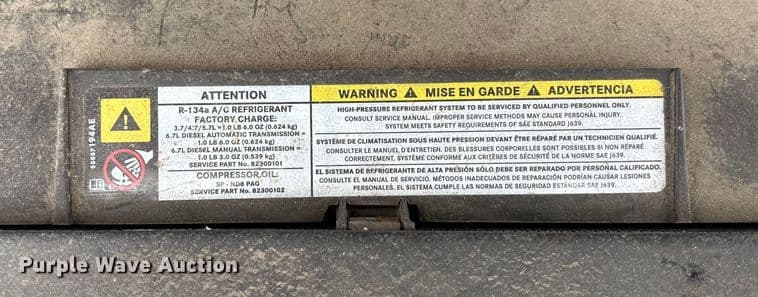 55057194AE
ATTENTION
R-134a A/C REFRIGERANT
FACTORY CHARGE:
3.7/4.7/5.7L =1.0 LB 6.0 OZ (0.624 kg)
6.7L DIESEL AUTOMATIC TRANSMISSION =
1.0 LB 6.0 OZ (0.624 kg)
6.7L DIESEL MANUAL TRANSMISSION =
1.0 LB 3.0 OZ (0.539 kg)
SERVICE PART No. 82300101
COMPRESSOR OIL:
SP - ND8 PAG
SERVICE PART No. 82300102
WARNING ⚠ MISE EN GARDE ⚠ ADVERTENCIA
HIGH-PRESSURE REFRIGERANT SYSTEM TO BE SERVICED BY QUALIFIED PERSONNEL ONLY.
CONSULT SERVICE MANUAL. IMPROPER SERVICE METHODS MAY CAUSE PERSONAL INJURY.
SYSTEM MEETS SAFETY REQUIREMENTS OF SAE STANDARD J639.
SYSTÈME DE CLIMATISATION SOUS HAUTE PRESSION DEVANT ÊTRE RÉPARÉ PAR UN TECHNICIEN QUALIFIÉ.
CONSULTER LE MANUEL D'ENTRETIEN. DES BLESSURES CORPORELLES SONT POSSIBLES SI NON RÉPARÉ
CORRECTEMENT. SYSTÈME CONFORME AUX CRITÈRES DE SÉCURITÉ DE LA NORME SAE J639.
EL SISTEMA DE REFRIGERANTE DE ALTA PRESIÓN SÓLO DEBE SER REPARADO POR PERSONAL CALIFICADO.
CONSULTE EL MANUAL DE SERVICIO. MÉTODOS INADECUADOS DE REPARACIÓN PODRÍAN CAUSAR LESIONES
PERSONALES. EL SISTEMA CUMPLE LAS NORMAS DE SEGURIDAD ESTÁNDAR SAE J639.
Purple Wave Auction